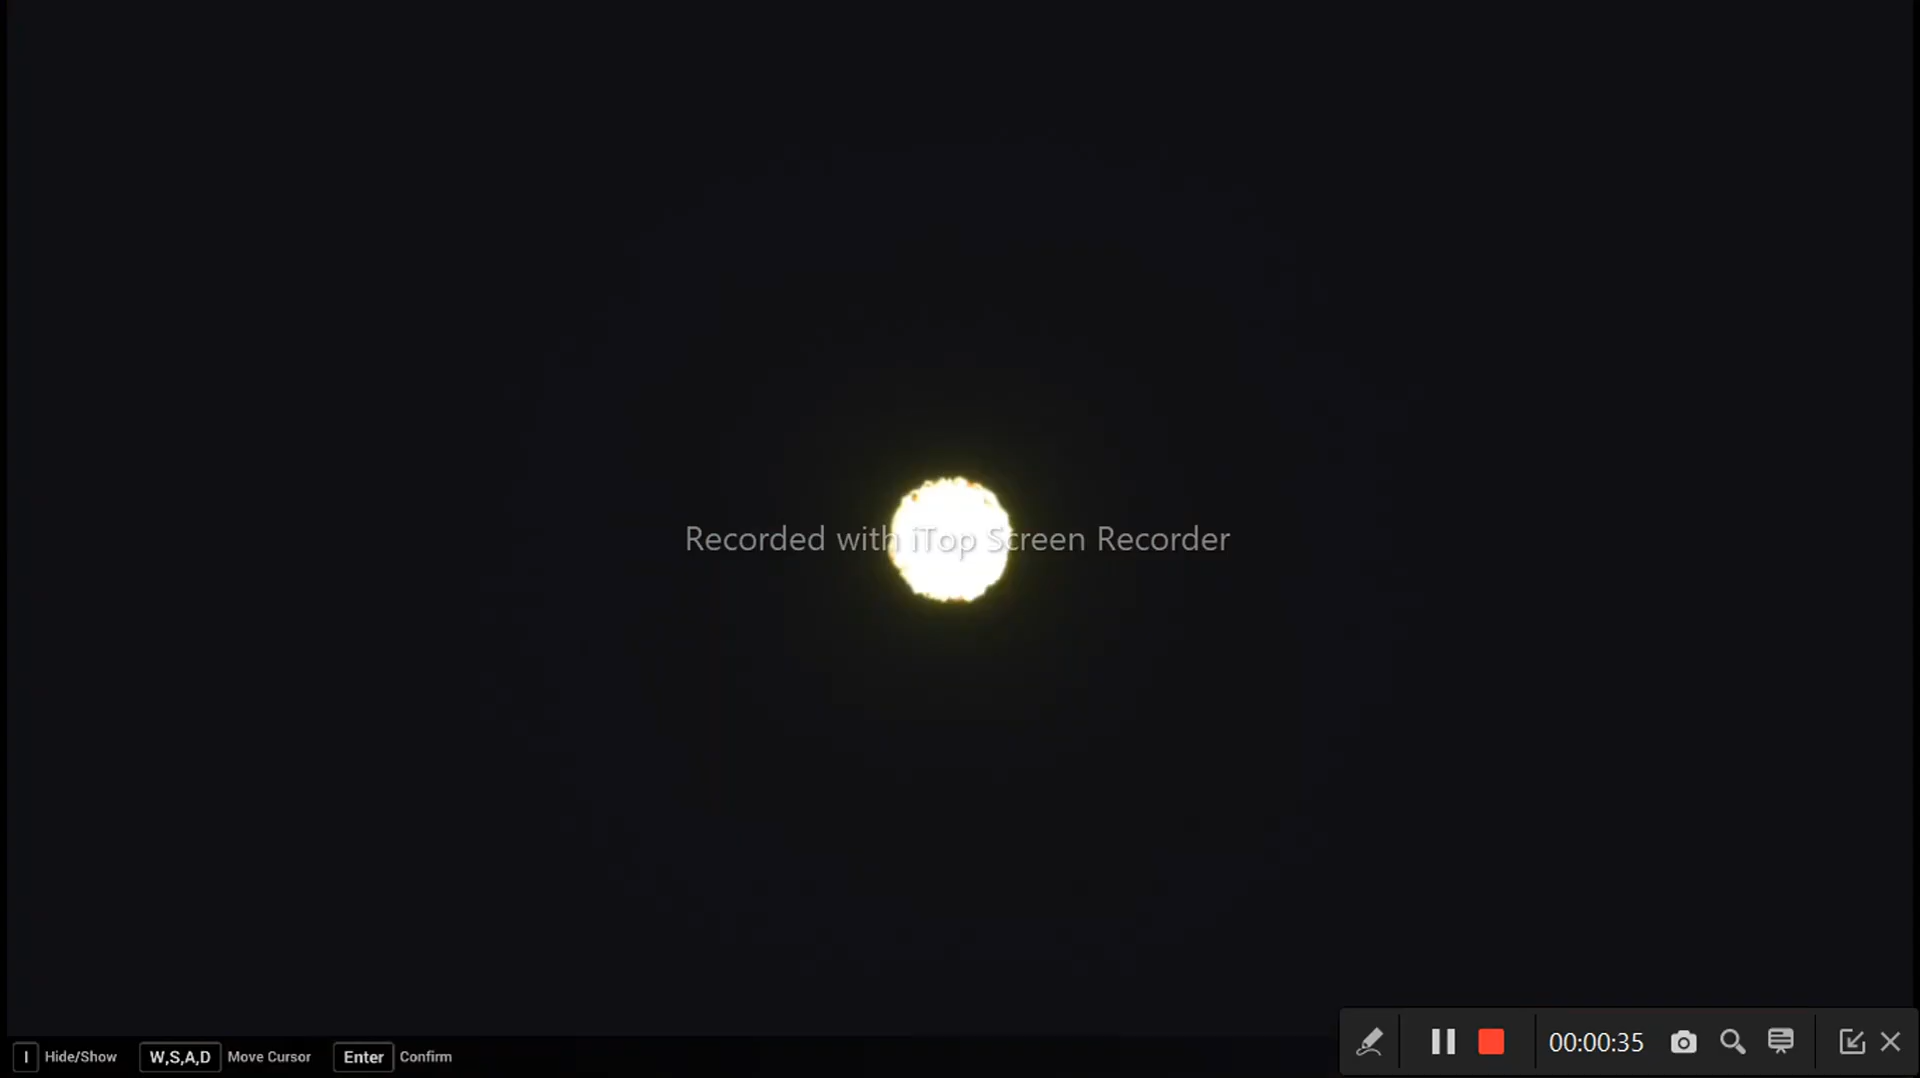 Recorded with iTop Screen Recorder
I Hide/Show W,S,A,D Move Cursor Enter Confirm
00:00:35